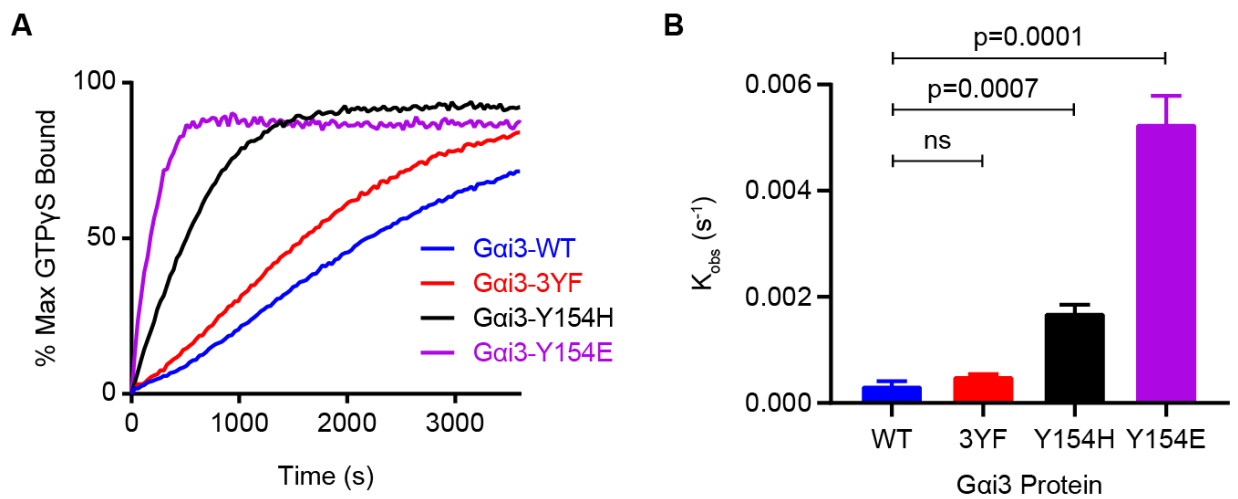 A
% Max GTPγS Bound
100
50
0
0 1000 2000 3000
Time (s)
Gαi3-WT
Gαi3-3YF
Gαi3-Y154H
Gαi3-Y154E
B
p=0.0001
p=0.0007
ns
Kobs (s-1)
0.006
0.004
0.002
0.000
WT 3YF Y154H Y154E
Gαi3 Protein